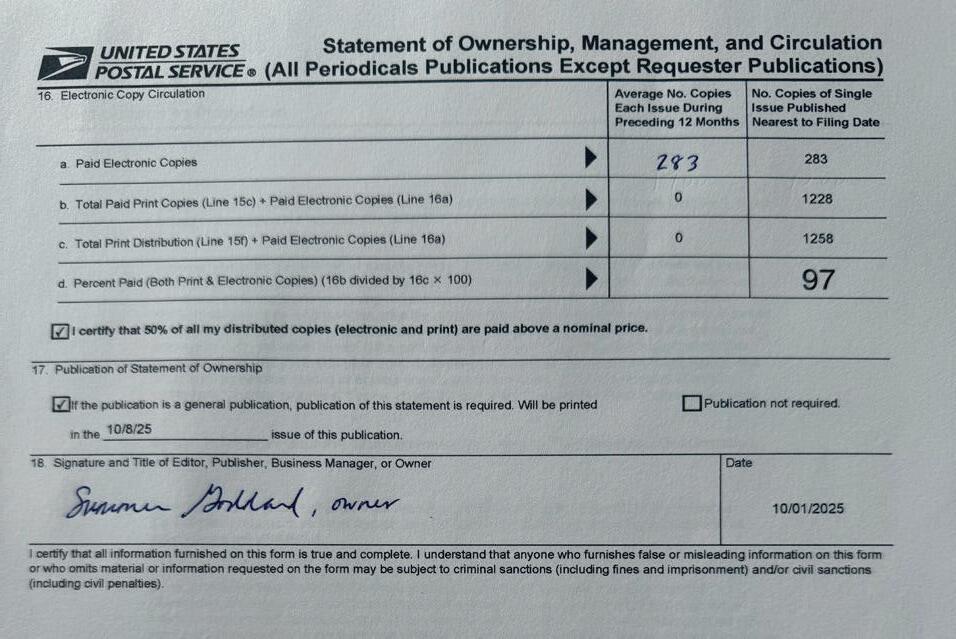 UNITED STATES
POSTAL SERVICE ®
Statement of Ownership, Management, and Circulation
(All Periodicals Publications Except Requester Publications)
16. Electronic Copy Circulation
Average No. Copies
Each Issue During
Preceding 12 Months
No. Copies of Single
Issue Published
Nearest to Filing Date
a. Paid Electronic Copies 283 283
b. Total Paid Print Copies (Line 15c) + Paid Electronic Copies (Line 16a) 0 1228
c. Total Print Distribution (Line 15f) + Paid Electronic Copies (Line 16a) 0 1258
d. Percent Paid (Both Print & Electronic Copies) (16b divided by 16c × 100) 97
I certify that 50% of all my distributed copies (electronic and print) are paid above a nominal price.
17. Publication of Statement of Ownership
If the publication is a general publication, publication of this statement is required. Will be printed
Publication not required.
in the 10/8/25 issue of this publication.
18. Signature and Title of Editor, Publisher, Business Manager, or Owner
Date
Summer Goddard, owner
10/01/2025
I certify that all information furnished on this form is true and complete. I understand that anyone who furnishes false or misleading information on this form
or who omits material or information requested on the form may be subject to criminal sanctions (including fines and imprisonment) and/or civil sanctions
(including civil penalties).